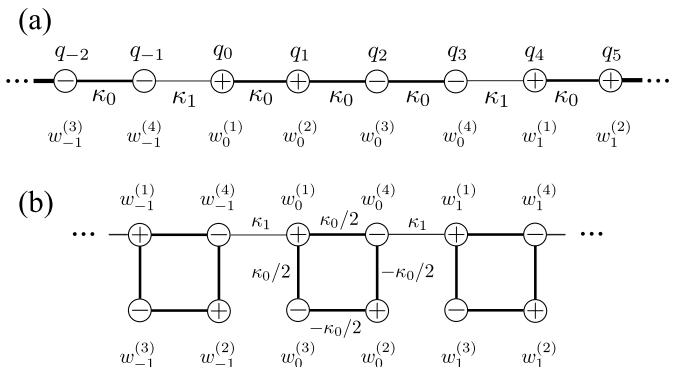 (a)
q₋₂ q₋₁ q₀ q₁ q₂ q₃ q₄ q₅
··· − − + + − − + + ···
κ₀ κ₁ κ₀ κ₀ κ₀ κ₁ κ₀
w₋₁⁽³⁾ w₋₁⁽⁴⁾ w₀⁽¹⁾ w₀⁽²⁾ w₀⁽³⁾ w₀⁽⁴⁾ w₁⁽¹⁾ w₁⁽²⁾
(b)
w₋₁⁽¹⁾ w₋₁⁽⁴⁾ w₀⁽¹⁾ w₀⁽⁴⁾ w₁⁽¹⁾ w₁⁽⁴⁾
κ₁ κ₀/2 κ₁
··· + − + − + − ···
κ₀/2 −κ₀/2
− + − + − +
−κ₀/2
w₋₁⁽³⁾ w₋₁⁽²⁾ w₀⁽³⁾ w₀⁽²⁾ w₁⁽³⁾ w₁⁽²⁾